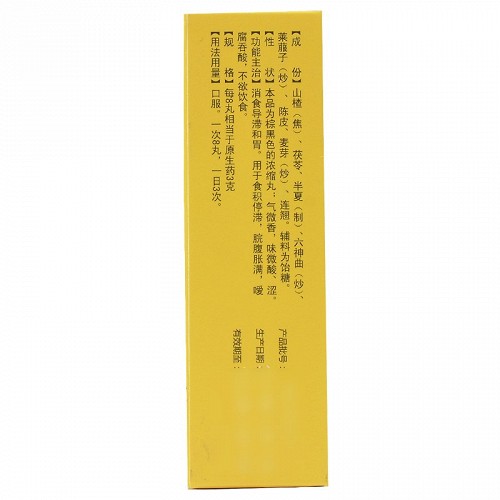 【成 份】山楂（焦）、茯苓、半夏（制）、六神曲（炒）、
莱菔子（炒）、陈皮、麦芽（炒）、连翘。辅料为饴糖。
【性 状】本品为棕黑色的浓缩丸；气微香，味微酸、涩。
【功能主治】消食导滞和胃。用于食积停滞，脘腹胀满，嗳
腐吞酸，不欲饮食。
【规 格】每8丸相当于原生药3克
【用法用量】口服。一次8丸，一日3次。
产品批号：
生产日期：
有效期至：